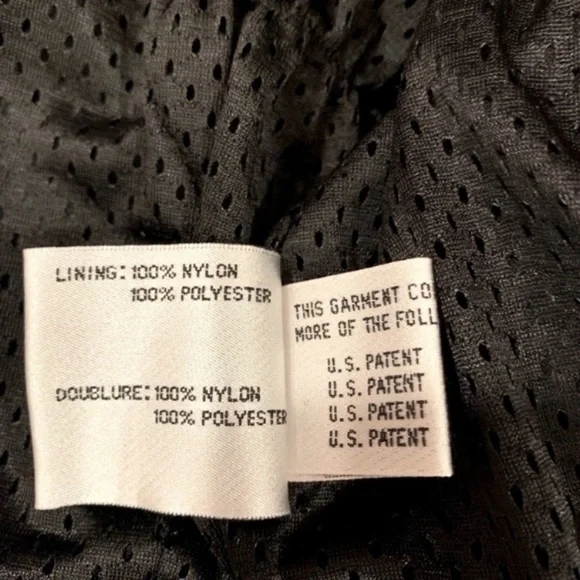 LINING: 100% NYLON
100% POLYESTER
DOUBLURE: 100% NYLON
100% POLYESTER
THIS GARMENT CO
MORE OF THE FOLL
U.S. PATENT
U.S. PATENT
U.S. PATENT
U.S. PATENT